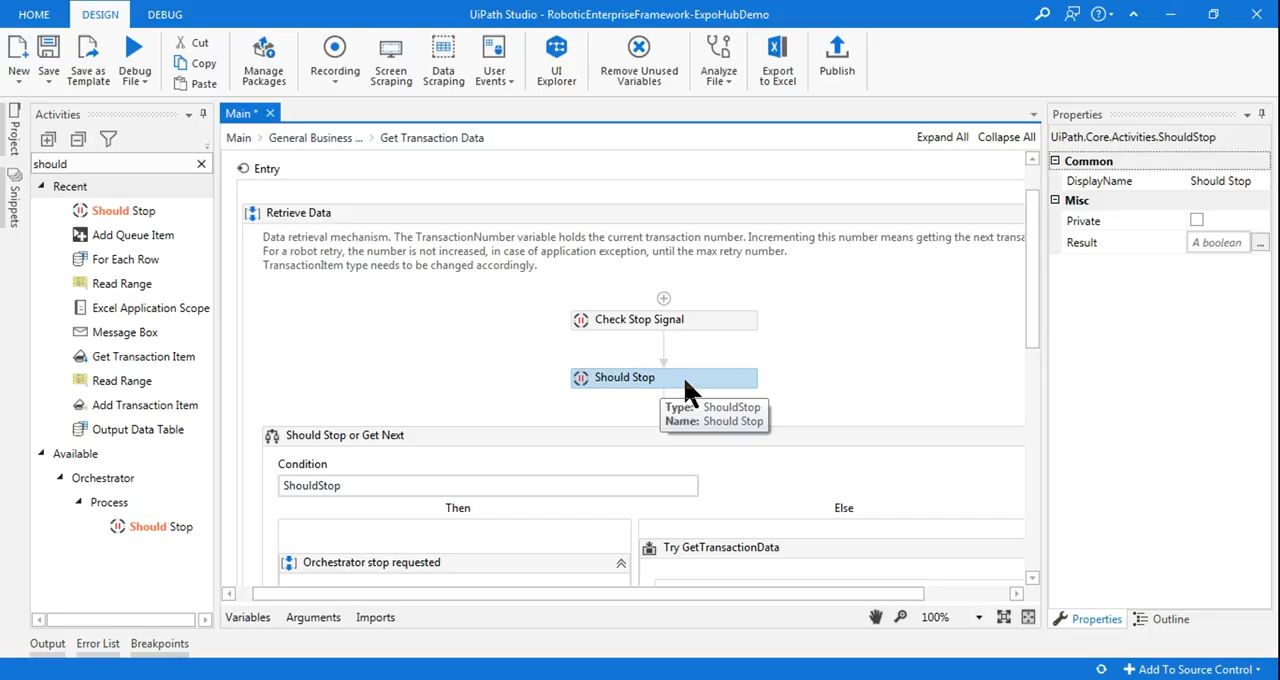 HOME DESIGN DEBUG UiPath Studio - RoboticEnterpriseFramework-ExpoHubDemo
New
Save
Save as
Template
Debug
File
Cut
Copy
Paste
Manage
Packages
Recording
Screen
Scraping
Data
Scraping
User
Events
UI
Explorer
Remove Unused
Variables
Analyze
File
Export
to Excel
Publish
Project
Snippets
Activities
should
Recent
Should Stop
Add Queue Item
For Each Row
Read Range
Excel Application Scope
Message Box
Get Transaction Item
Read Range
Add Transaction Item
Output Data Table
Available
Orchestrator
Process
Should Stop
Main *
Main > General Business ... > Get Transaction Data
Expand All Collapse All
Entry
Retrieve Data
Data retrieval mechanism. The TransactionNumber variable holds the current transaction number. Incrementing this number means getting the next transa
For a robot retry, the number is not increased, in case of application exception, until the max retry number.
TransactionItem type needs to be changed accordingly.
Check Stop Signal
Should Stop
Type: ShouldStop
Name: Should Stop
Should Stop or Get Next
Condition
ShouldStop
Then Else
Orchestrator stop requested
Try GetTransactionData
Variables Arguments Imports
100%
Properties
UiPath.Core.Activities.ShouldStop
Common
DisplayName Should Stop
Misc
Private
Result A boolean ...
Properties Outline
Output Error List Breakpoints
Add To Source Control